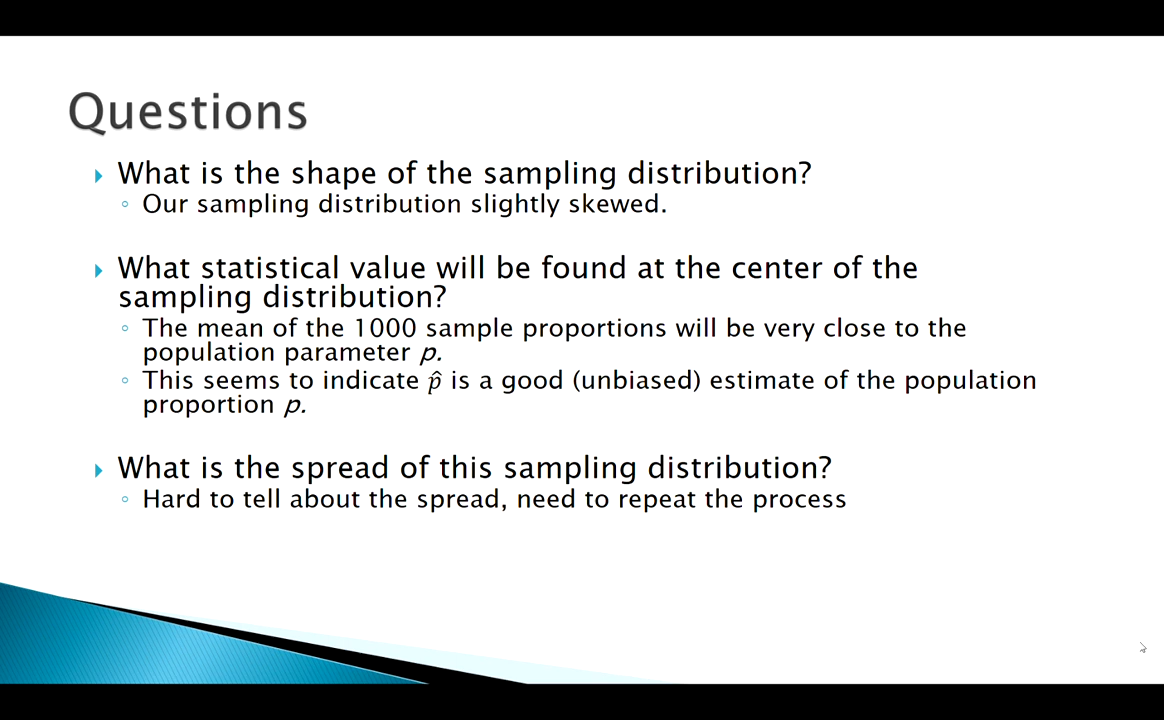 Questions
What is the shape of the sampling distribution?
Our sampling distribution slightly skewed.
What statistical value will be found at the center of the
sampling distribution?
The mean of the 1000 sample proportions will be very close to the
population parameter p.
This seems to indicate p̂ is a good (unbiased) estimate of the population
proportion p.
What is the spread of this sampling distribution?
Hard to tell about the spread, need to repeat the process